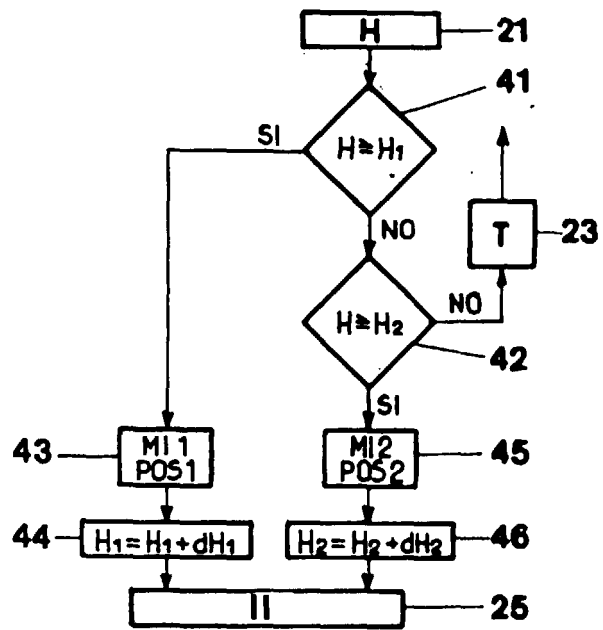 H
21
41
SI
H≧H₁
NO
T
23
H≧H₂
NO
42
SI
43
MI1
POS1
MI2
POS2
45
44
H₁=H₁+dH₁
H₂=H₂+dH₂
46
II
25